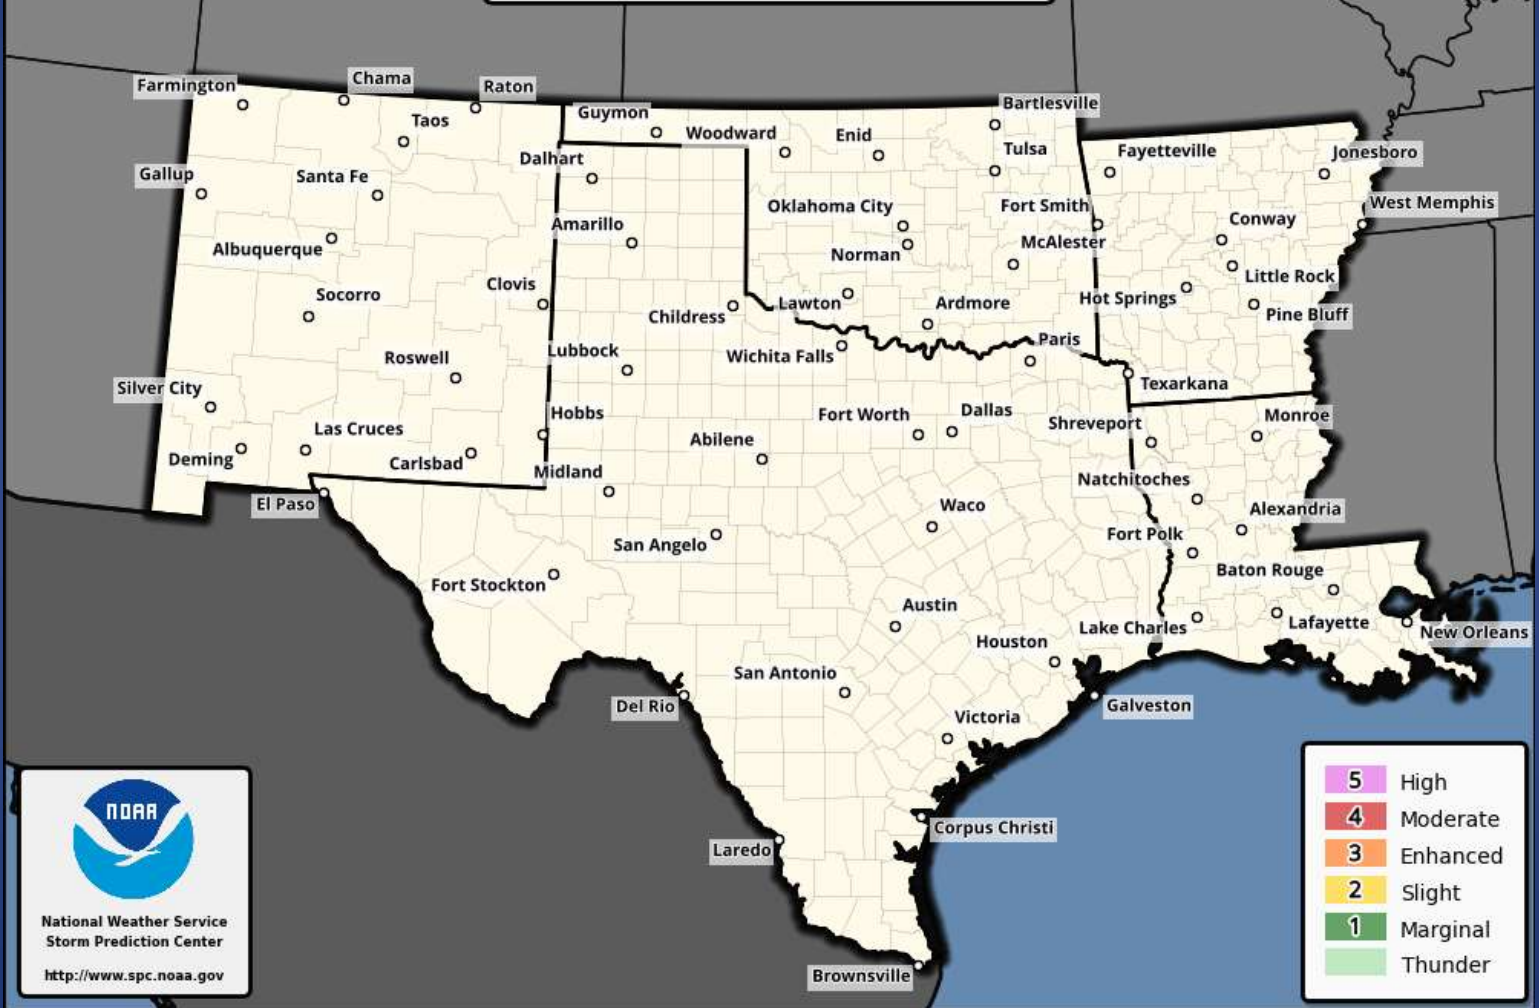 Farmington
Chama
Raton
Taos
Guymon
Woodward
Enid
Bartlesville
Tulsa
Fayetteville
Jonesboro
Gallup
Santa Fe
Dalhart
Amarillo
Oklahoma City
Norman
Fort Smith
McAlester
West Memphis
Conway
Albuquerque
Socorro
Clovis
Childress
Lawton
Ardmore
Hot Springs
Little Rock
Pine Bluff
Roswell
Lubbock
Wichita Falls
Paris
Texarkana
Silver City
Hobbs
Fort Worth
Dallas
Shreveport
Monroe
Las Cruces
Deming
Carlsbad
Midland
Abilene
Natchitoches
El Paso
San Angelo
Waco
Fort Polk
Alexandria
Fort Stockton
Baton Rouge
Austin
Houston
Lake Charles
Lafayette
New Orleans
San Antonio
Del Rio
Victoria
Galveston
Corpus Christi
Laredo
Brownsville
NOAA
National Weather Service
Storm Prediction Center
http://www.spc.noaa.gov
5 High
4 Moderate
3 Enhanced
2 Slight
1 Marginal
Thunder